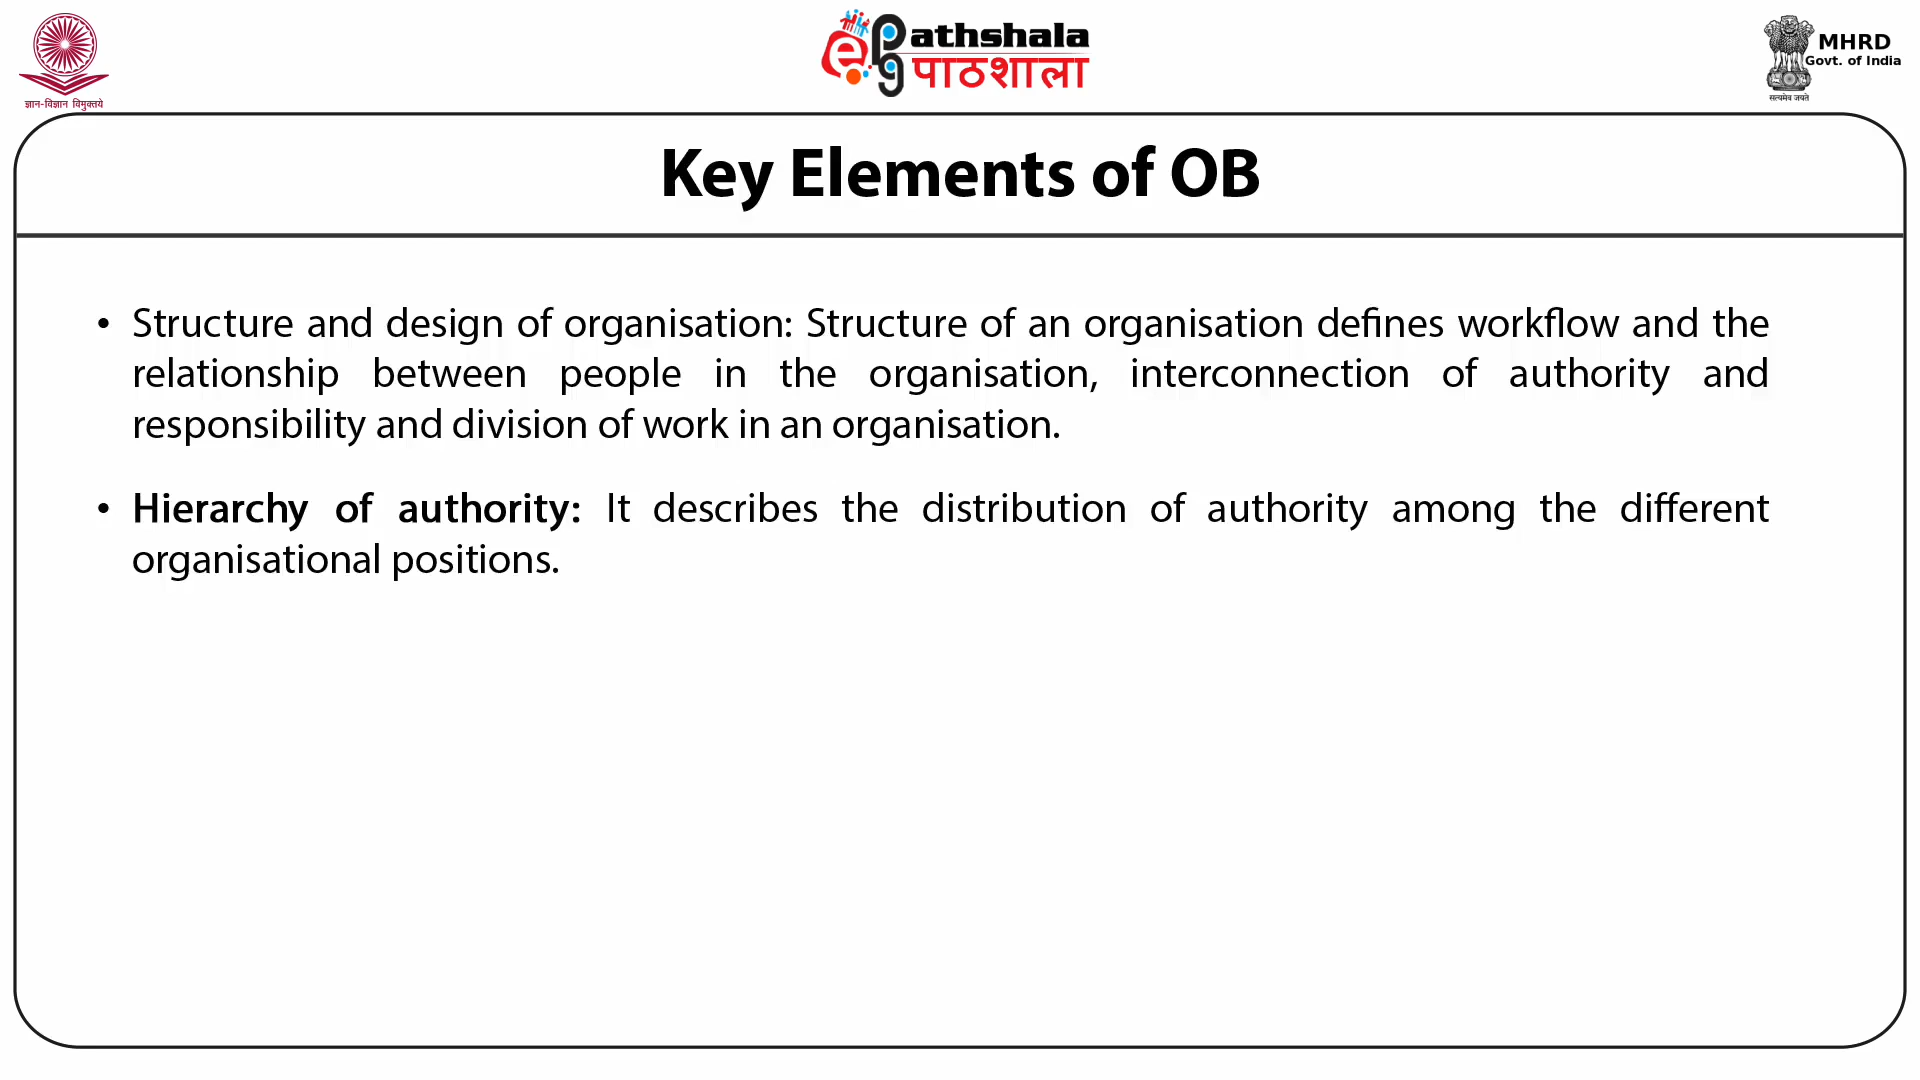 ज्ञान-विज्ञान विमुक्तये
ePathshala
पाठशाला
MHRD
Govt. of India
सत्यमेव जयते
Key Elements of OB
• Structure and design of organisation: Structure of an organisation defines workflow and the
relationship between people in the organisation, interconnection of authority and
responsibility and division of work in an organisation.
• Hierarchy of authority: It describes the distribution of authority among the different
organisational positions.